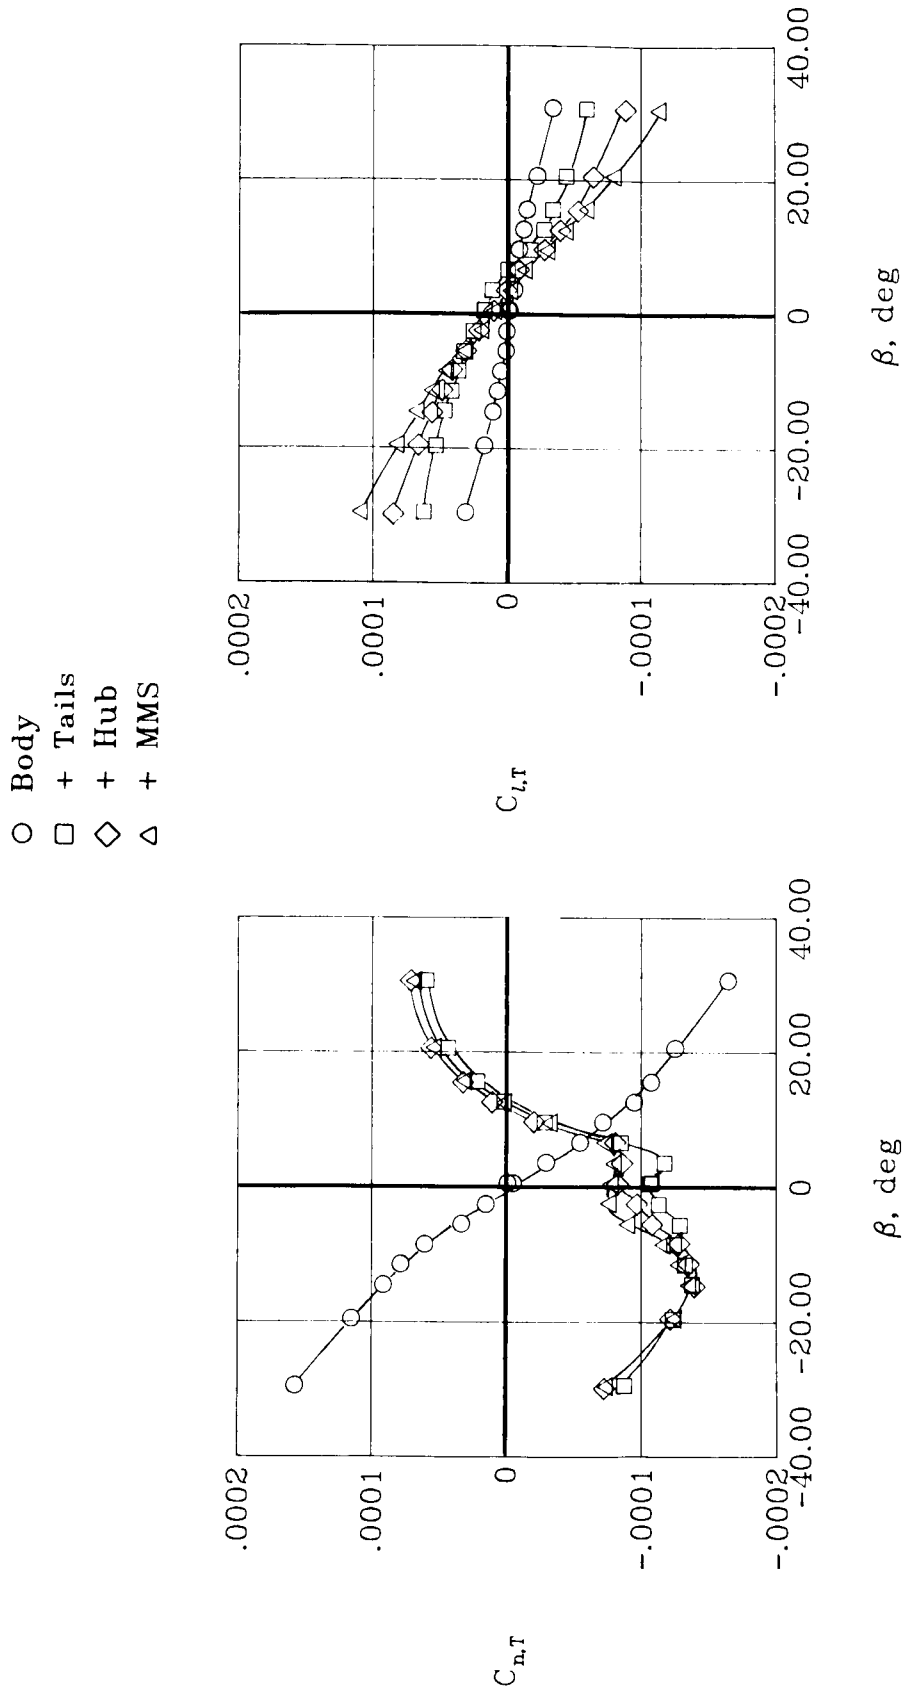 ○ Body
□ + Tails
◇ + Hub
△ + MMS
C_{n,T}
.0002
.0001
0
-.0001
-.0002
-40.00
-20.00
0
20.00
40.00
β, deg
C_{l,T}
.0002
.0001
0
-.0001
-.0002
-40.00
-20.00
0
20.00
40.00
β, deg